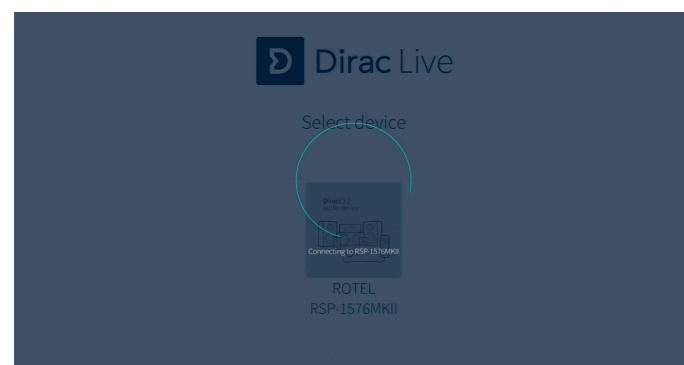 Dirac Live
Select device
Connecting to RSP-1576MKII
ROTEL
RSP-1576MKII